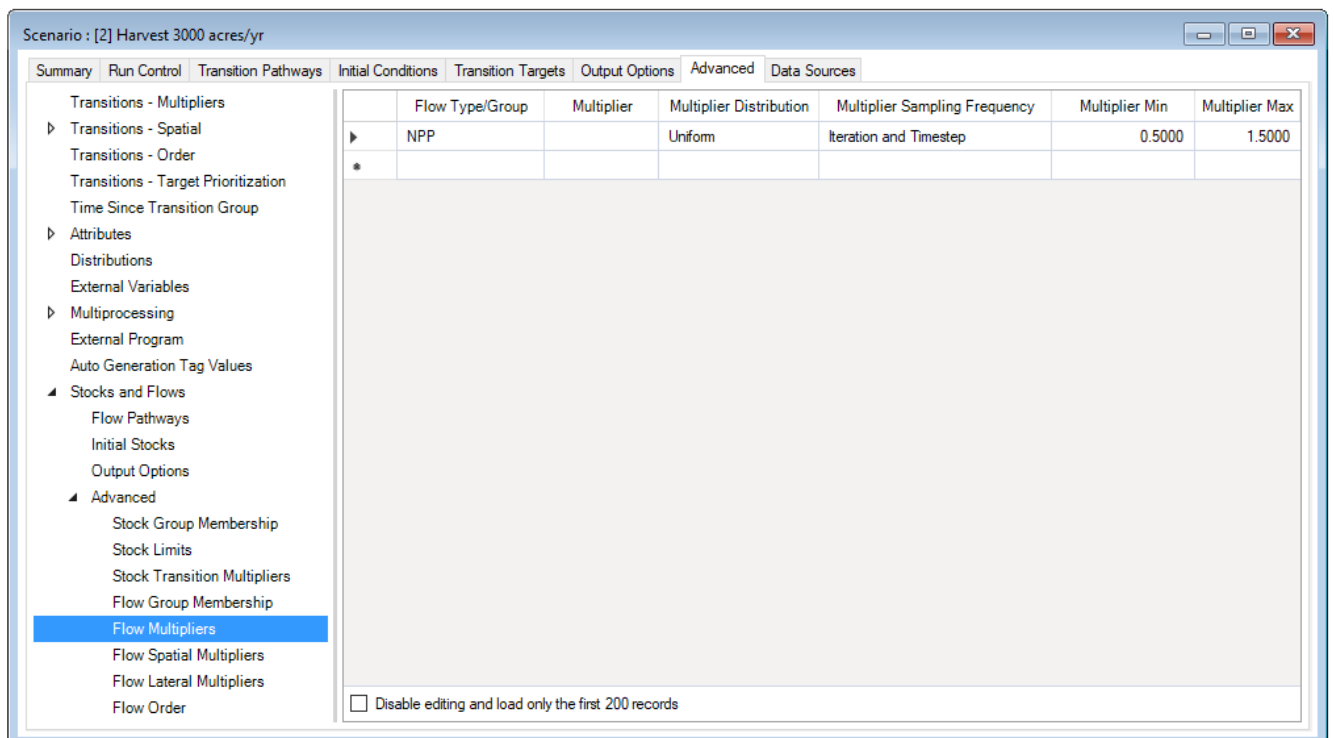 Scenario : [2] Harvest 3000 acres/yr
Summary Run Control Transition Pathways Initial Conditions Transition Targets Output Options Advanced Data Sources
Transitions - Multipliers
Transitions - Spatial
Transitions - Order
Transitions - Target Prioritization
Time Since Transition Group
Attributes
Distributions
External Variables
Multiprocessing
External Program
Auto Generation Tag Values
Stocks and Flows
Flow Pathways
Initial Stocks
Output Options
Advanced
Stock Group Membership
Stock Limits
Stock Transition Multipliers
Flow Group Membership
Flow Multipliers
Flow Spatial Multipliers
Flow Lateral Multipliers
Flow Order
Flow Type/Group Multiplier Multiplier Distribution Multiplier Sampling Frequency Multiplier Min Multiplier Max
NPP Uniform Iteration and Timestep 0.5000 1.5000
Disable editing and load only the first 200 records